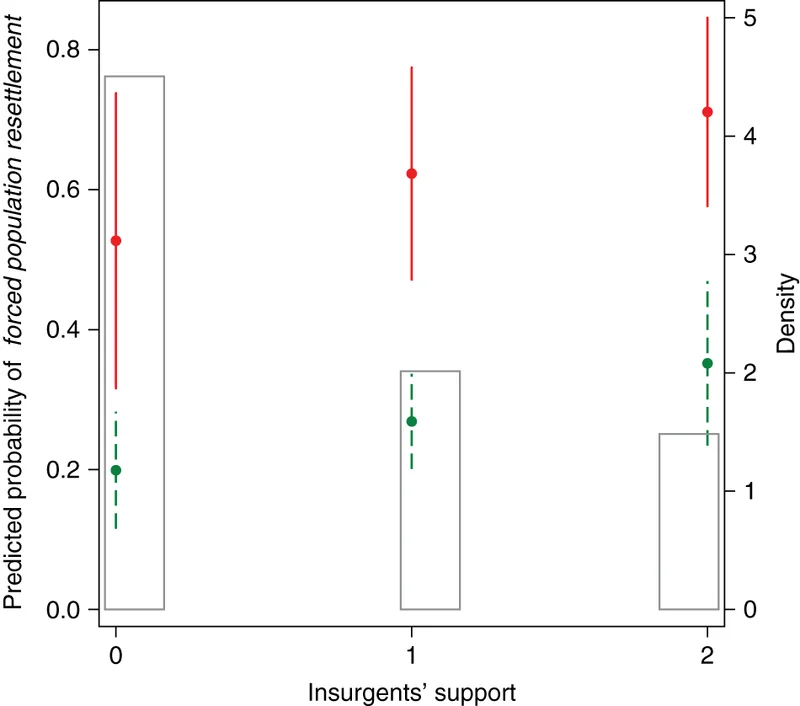 Predicted probability of forced population resettlement
0.8
0.6
0.4
0.2
0.0
5
4
3
2
1
0
Density
0 1 2
Insurgents’ support